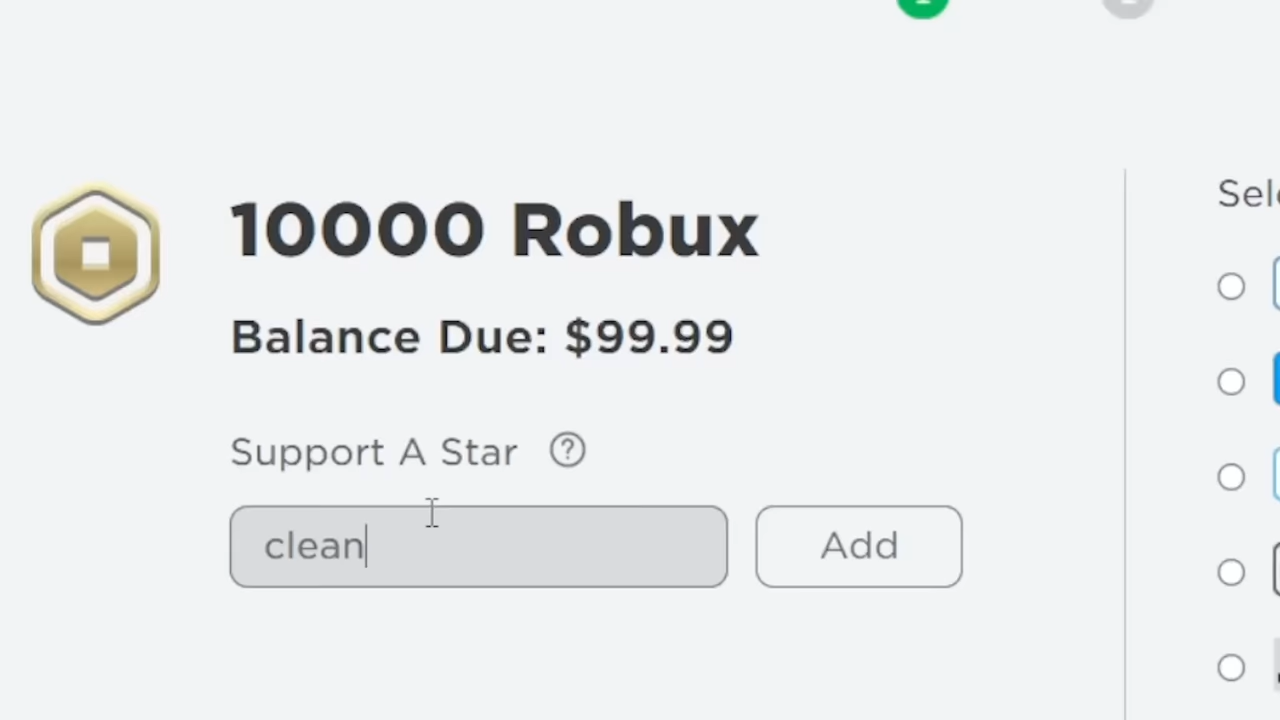 10000 Robux
Balance Due: $99.99
Support A Star ?
clean
Add